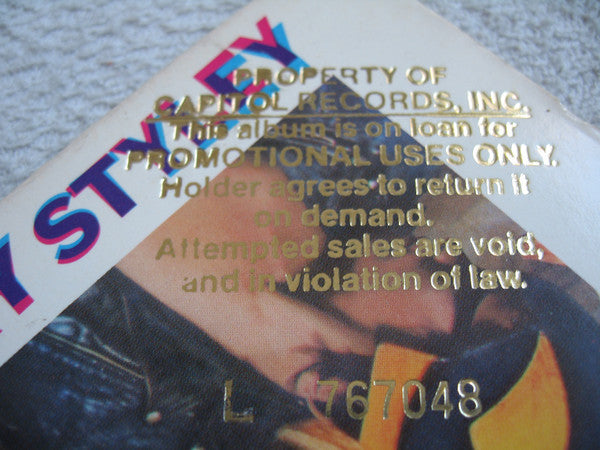 Y STYLEY
PROPERTY OF
CAPITOL RECORDS, INC.
This album is on loan for
PROMOTIONAL USES ONLY.
Holder agrees to return it
on demand.
Attempted sales are void,
and in violation of law.
L 767048